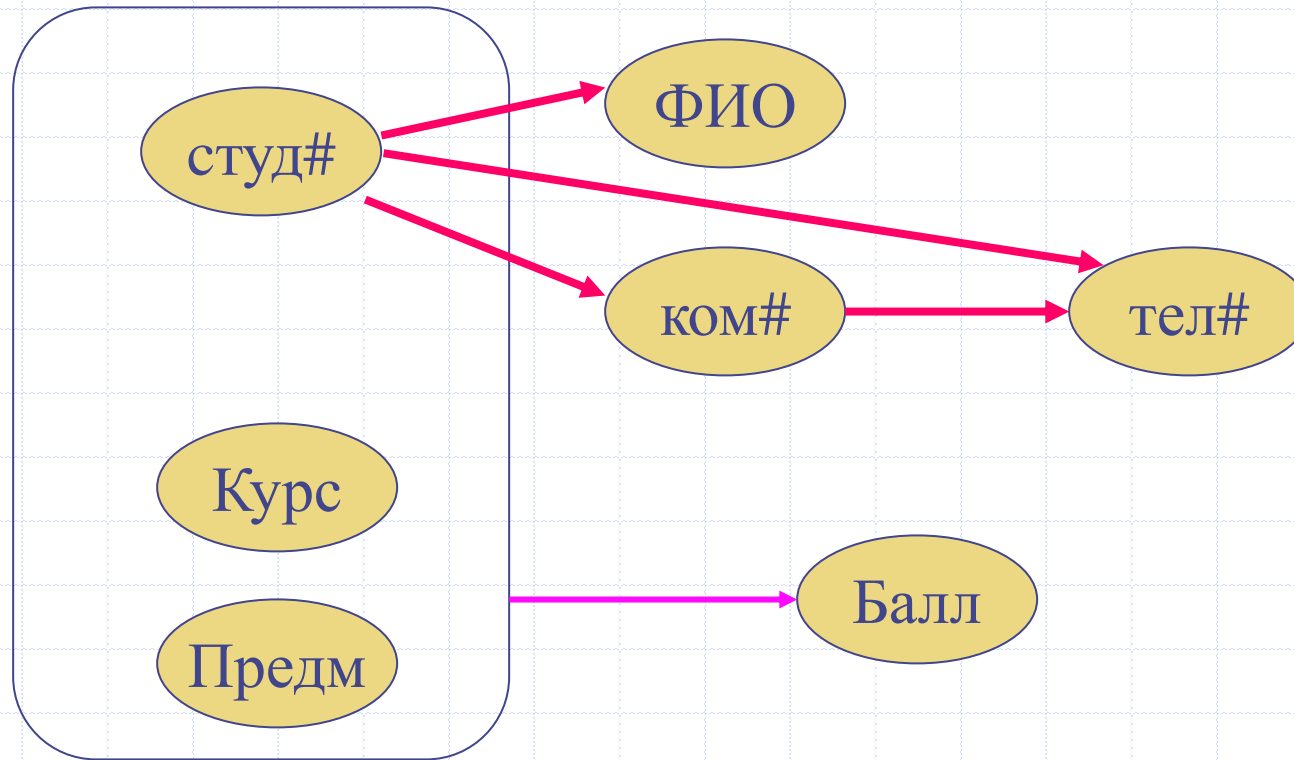 ФИО
студ#
ком#
тел#
Курс
Балл
Предм